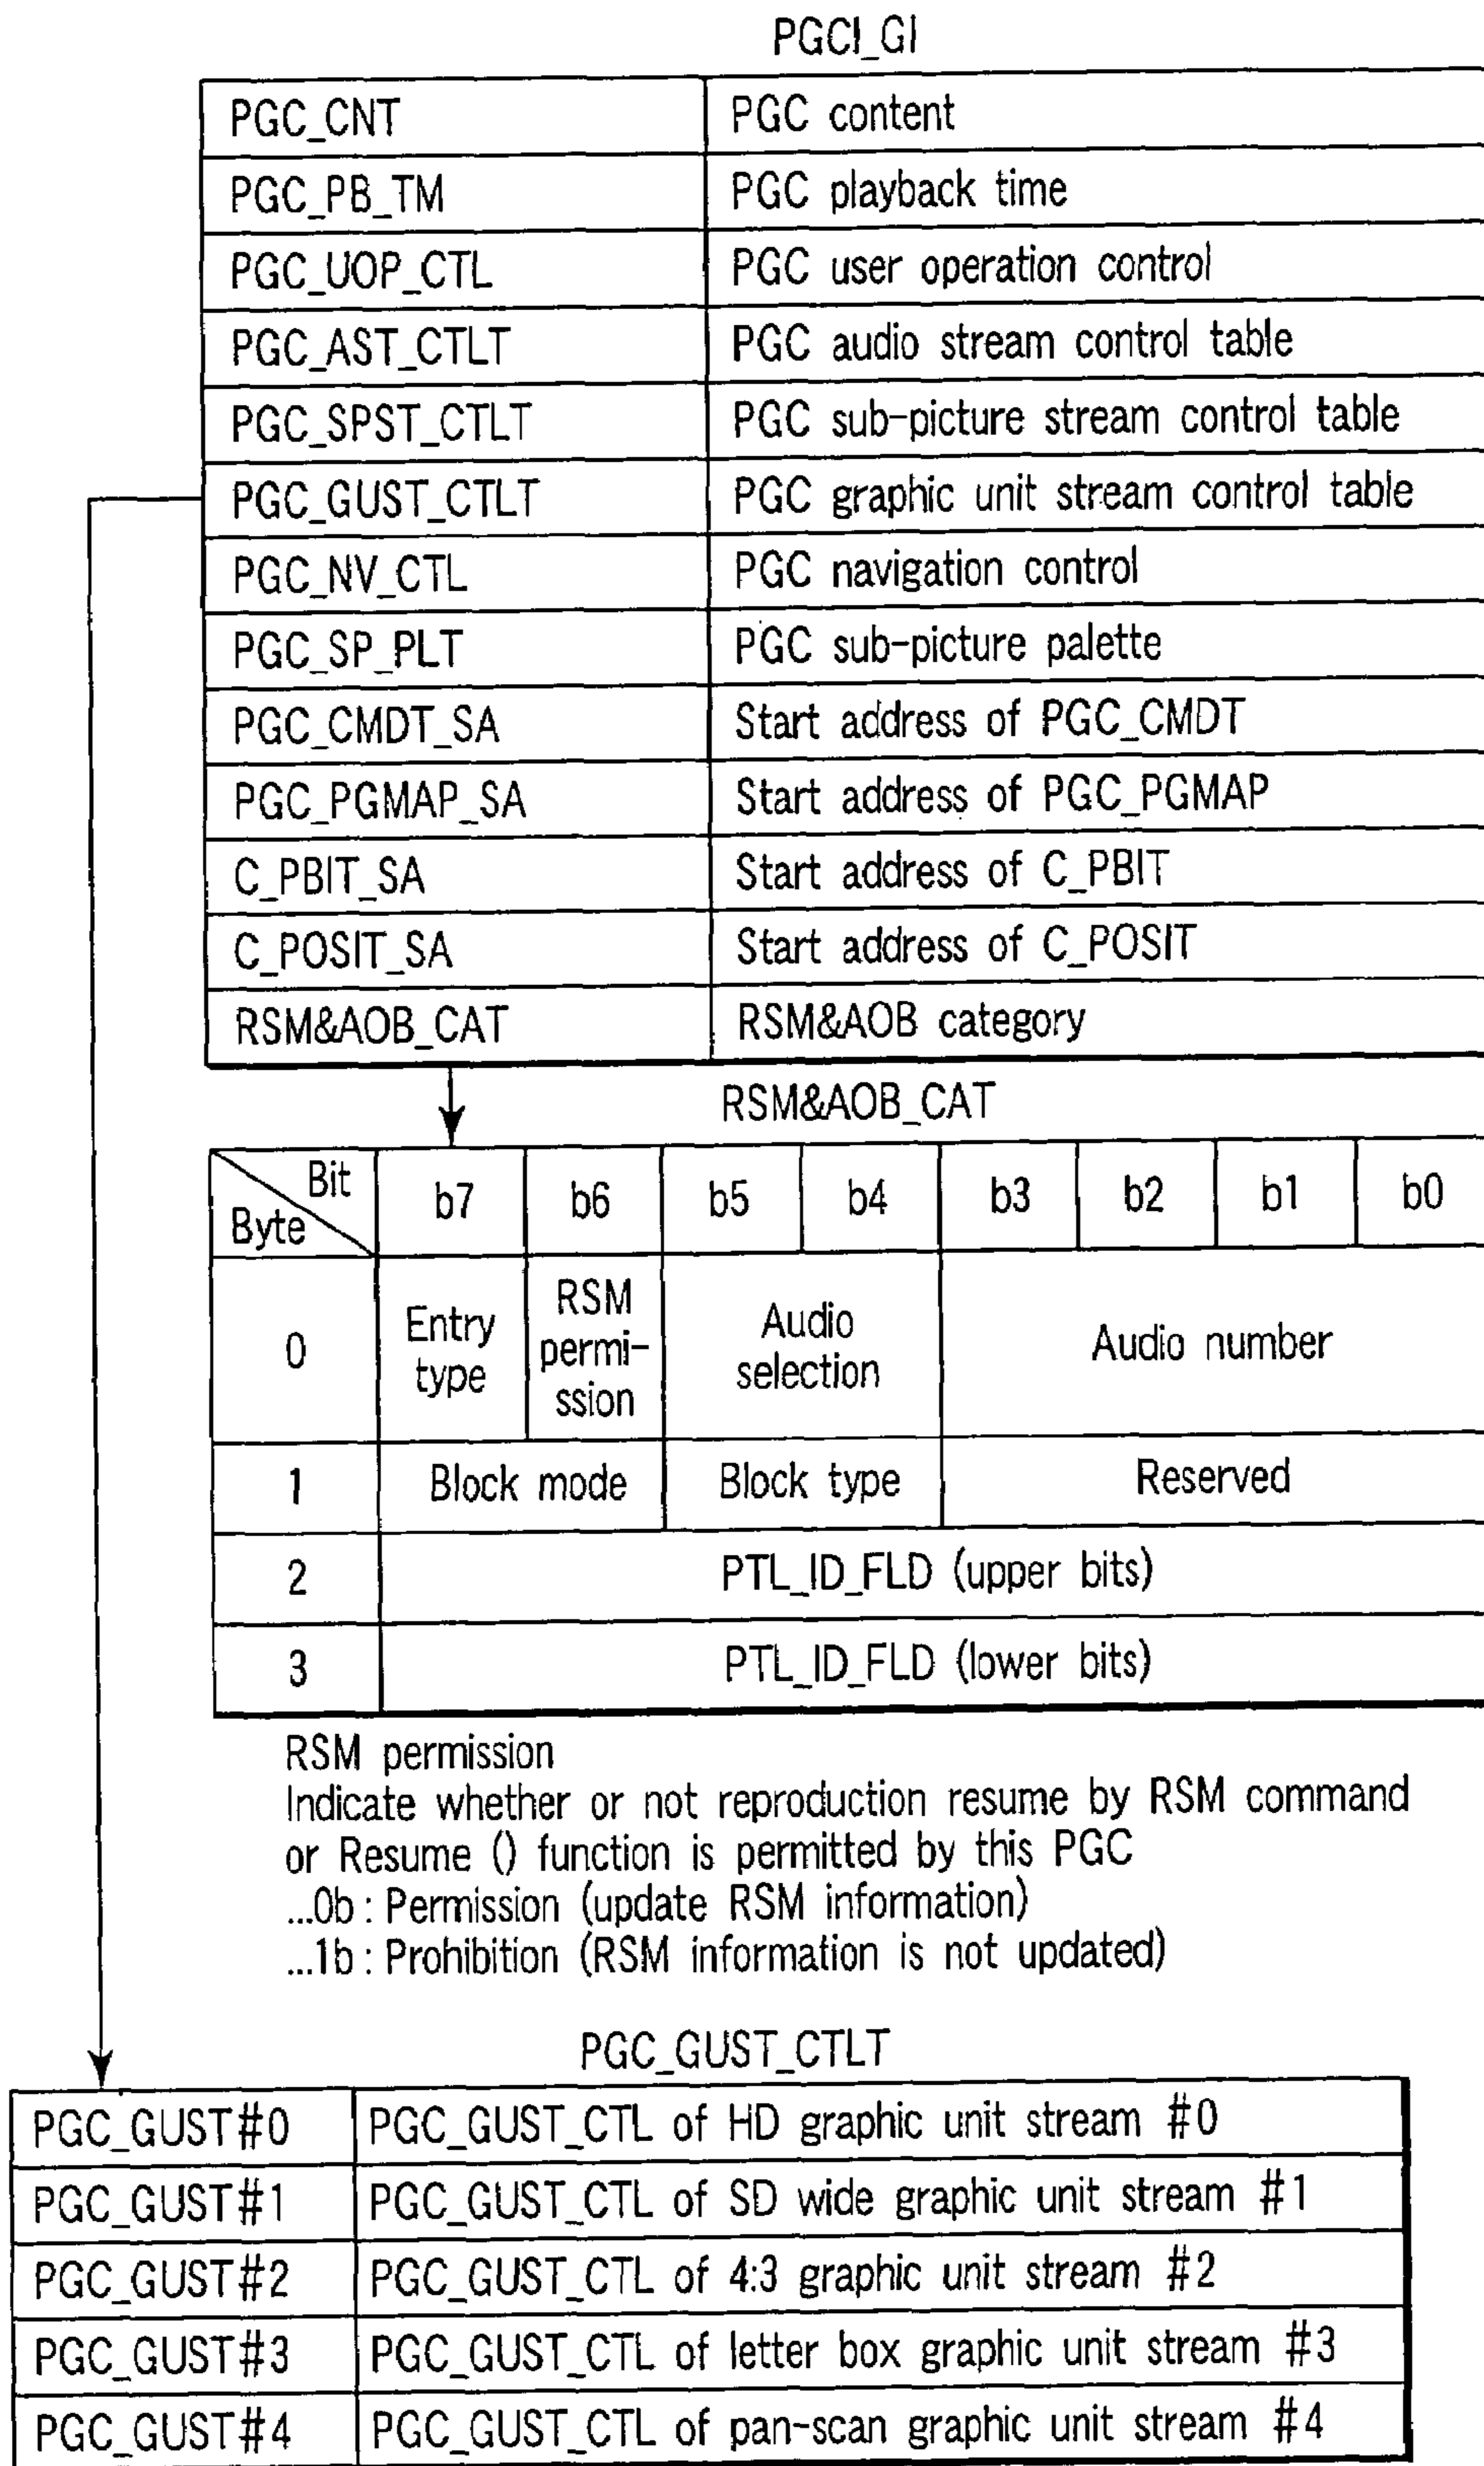 PGCI_GI
PGC_CNT PGC content
PGC_PB_TM PGC playback time
PGC_UOP_CTL PGC user operation control
PGC_AST_CTLT PGC audio stream control table
PGC_SPST_CTLT PGC sub-picture stream control table
PGC_GUST_CTLT PGC graphic unit stream control table
PGC_NV_CTL PGC navigation control
PGC_SP_PLT PGC sub-picture palette
PGC_CMDT_SA Start address of PGC_CMDT
PGC_PGMAP_SA Start address of PGC_PGMAP
C_PBIT_SA Start address of C_PBIT
C_POSIT_SA Start address of C_POSIT
RSM&AOB_CAT RSM&AOB category
RSM&AOB_CAT
Bit
Byte
b7 b6 b5 b4 b3 b2 b1 b0
0
Entry
type
RSM
permi-
ssion
Audio
selection
Audio number
1 Block mode Block type Reserved
2 PTL_ID_FLD (upper bits)
3 PTL_ID_FLD (lower bits)
RSM permission
Indicate whether or not reproduction resume by RSM command
or Resume () function is permitted by this PGC
...0b : Permission (update RSM information)
...1b : Prohibition (RSM information is not updated)
PGC_GUST_CTLT
PGC_GUST#0 PGC_GUST_CTL of HD graphic unit stream #0
PGC_GUST#1 PGC_GUST_CTL of SD wide graphic unit stream #1
PGC_GUST#2 PGC_GUST_CTL of 4:3 graphic unit stream #2
PGC_GUST#3 PGC_GUST_CTL of letter box graphic unit stream #3
PGC_GUST#4 PGC_GUST_CTL of pan-scan graphic unit stream #4